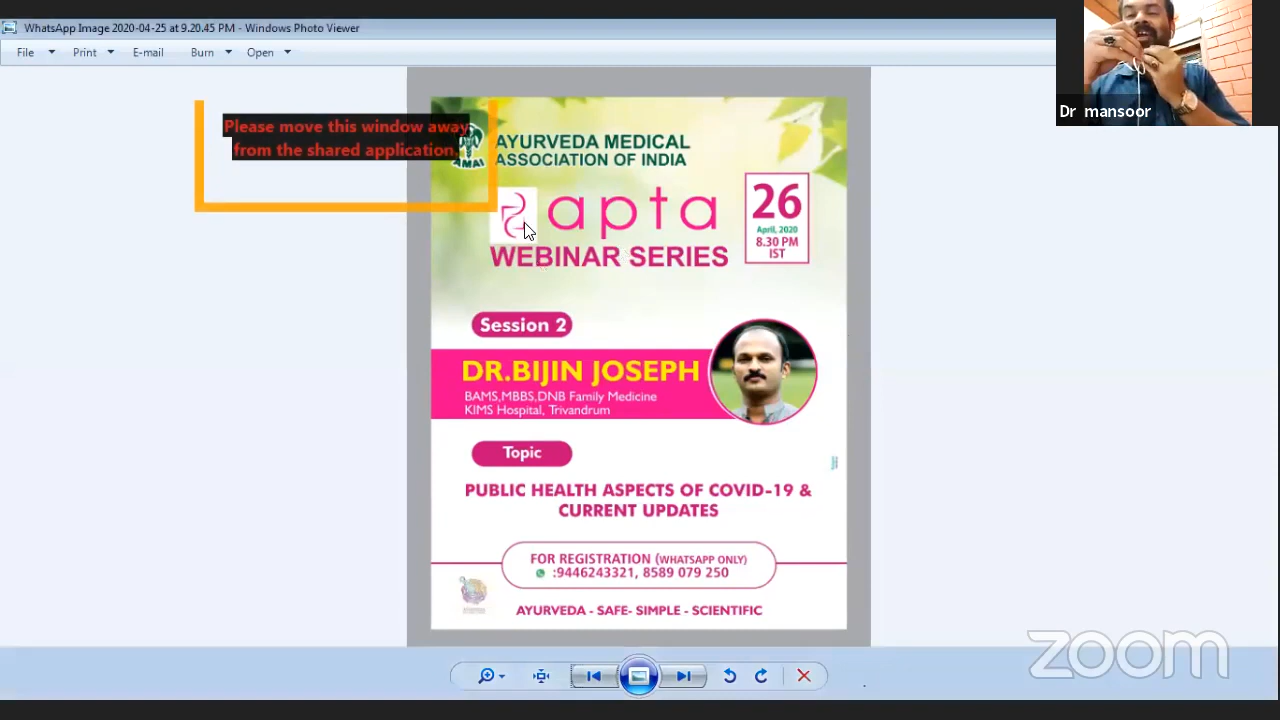 WhatsApp Image 2020-04-25 at 9.20.45 PM - Windows Photo Viewer
File Print E-mail Burn Open
Dr mansoor
Please move this window away
from the shared application.
AMAI
AYURVEDA MEDICAL
ASSOCIATION OF INDIA
apta
WEBINAR SERIES
26
April, 2020
8.30 PM
IST
Session 2
DR.BIJIN JOSEPH
BAMS,MBBS,DNB Family Medicine
KIMS Hospital, Trivandrum
Topic
PUBLIC HEALTH ASPECTS OF COVID-19 &
CURRENT UPDATES
FOR REGISTRATION (WHATSAPP ONLY)
:9446243321, 8589 079 250
AYURVEDA - SAFE- SIMPLE - SCIENTIFIC
zoom